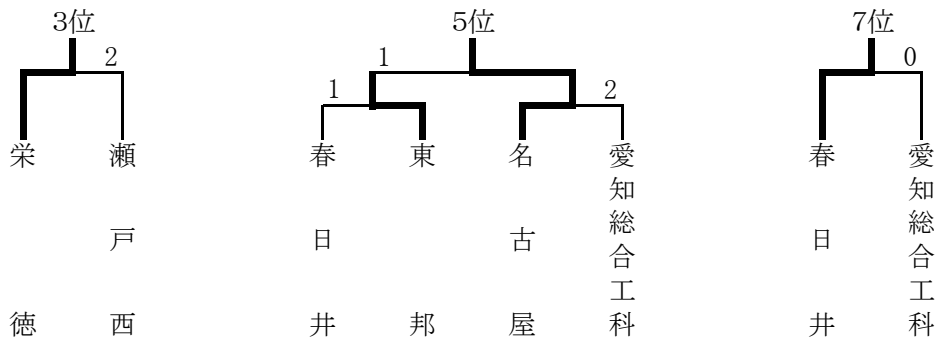 3位 5位 7位
2 1 0
1 2
栄徳
瀬戸西
春日井
東邦
名古屋
愛知総合工科
春日井
愛知総合工科